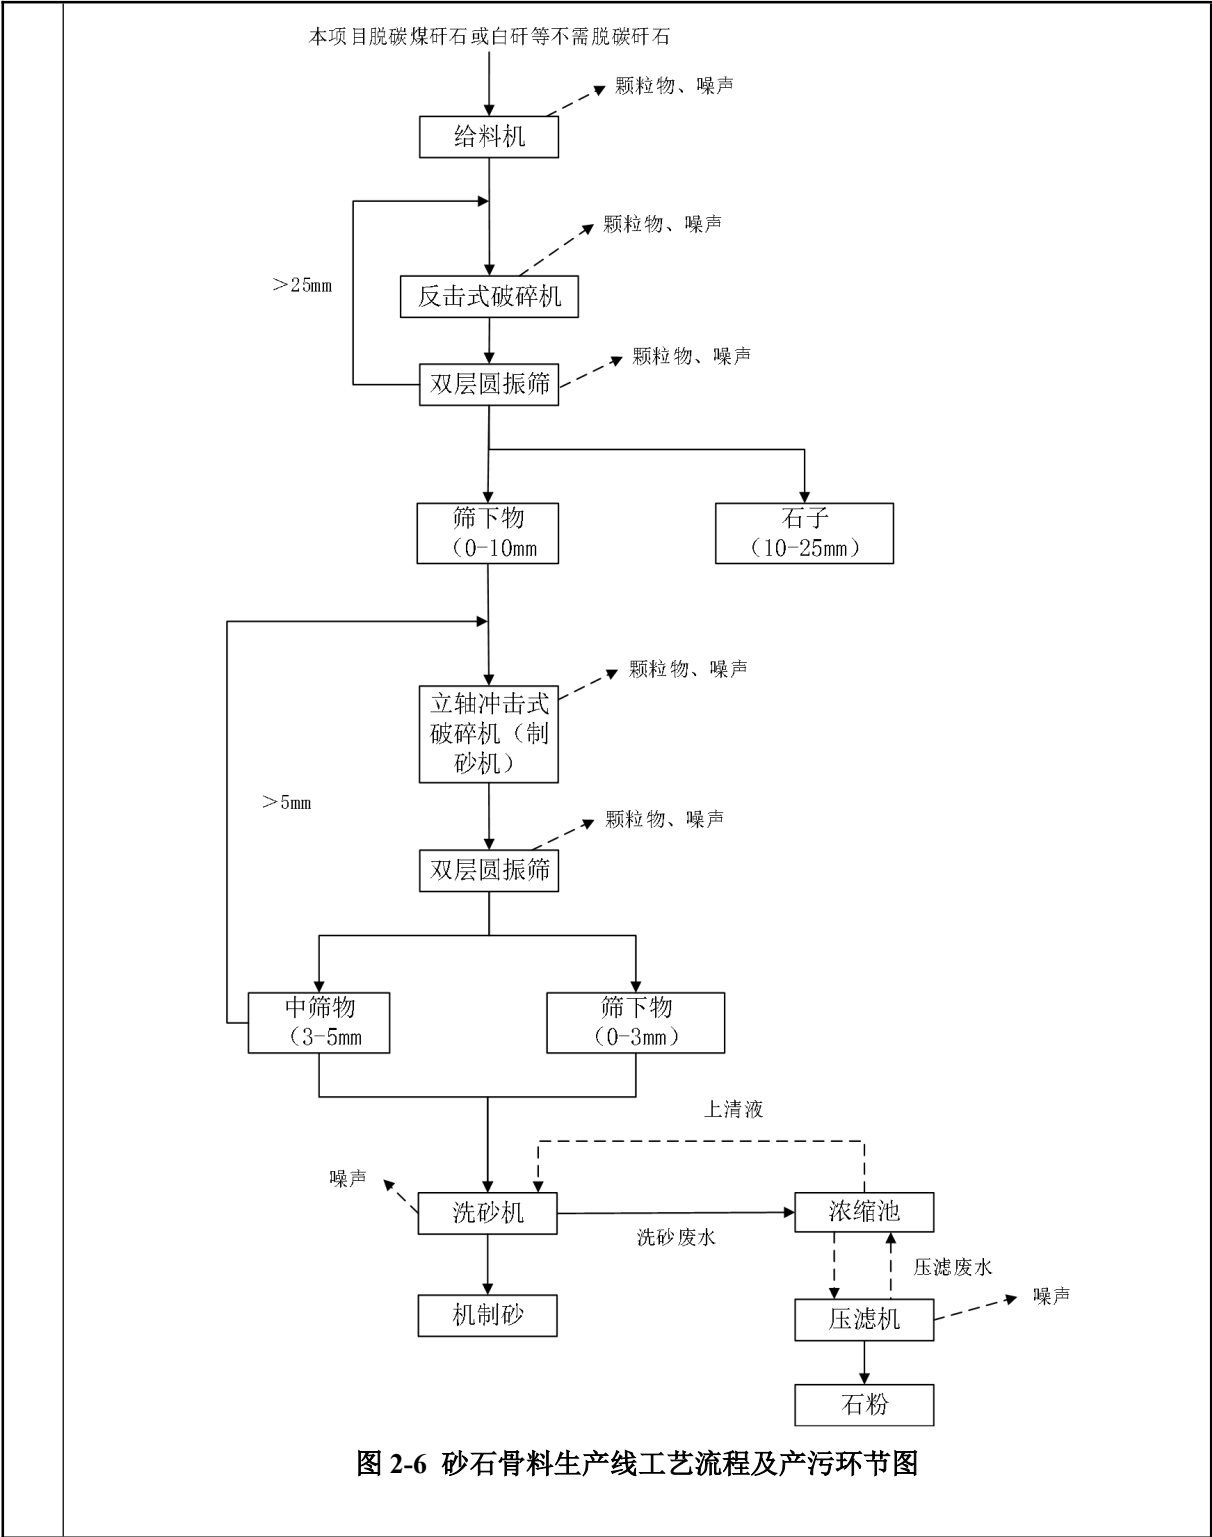 本项目脱碳煤矸石或白矸等不需脱碳矸石
颗粒物、噪声
给料机
颗粒物、噪声
>25mm
反击式破碎机
颗粒物、噪声
双层圆振筛
筛下物
（0-10mm
石子
（10-25mm）
颗粒物、噪声
立轴冲击式
破碎机（制
砂机）
>5mm
颗粒物、噪声
双层圆振筛
中筛物
（3-5mm
筛下物
（0-3mm）
上清液
噪声
洗砂机
洗砂废水
浓缩池
压滤废水
噪声
机制砂
压滤机
石粉
图 2-6 砂石骨料生产线工艺流程及产污环节图